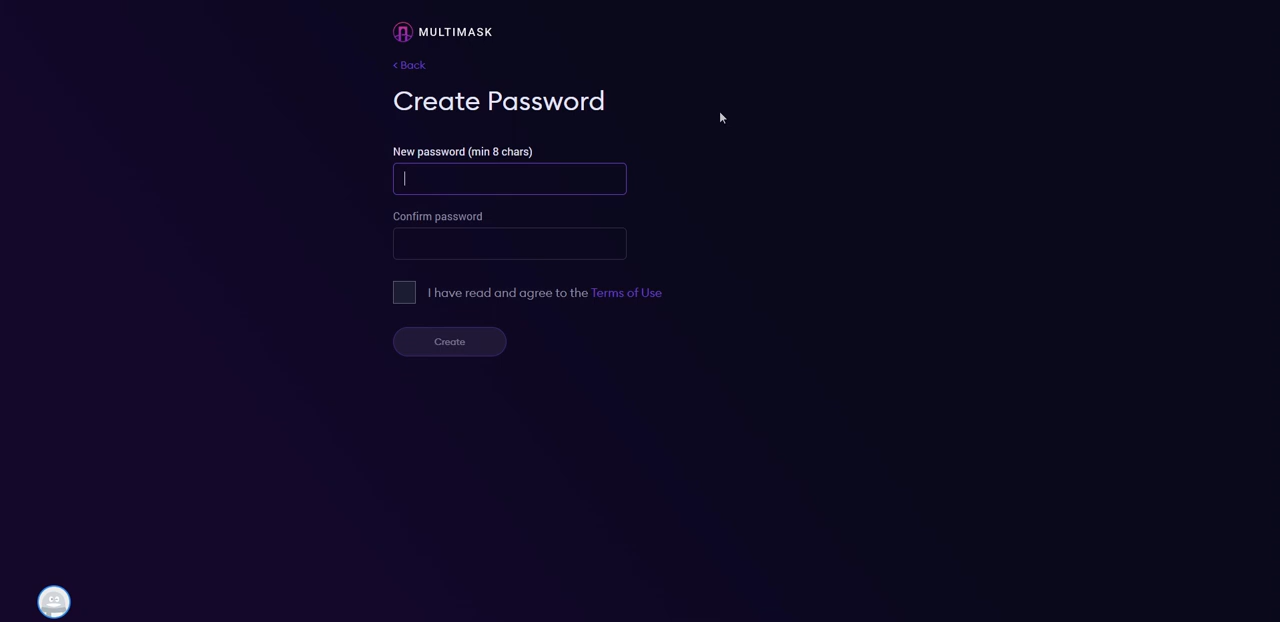 MULTIMASK
< Back
Create Password
New password (min 8 chars)
Confirm password
I have read and agree to the Terms of Use
Create